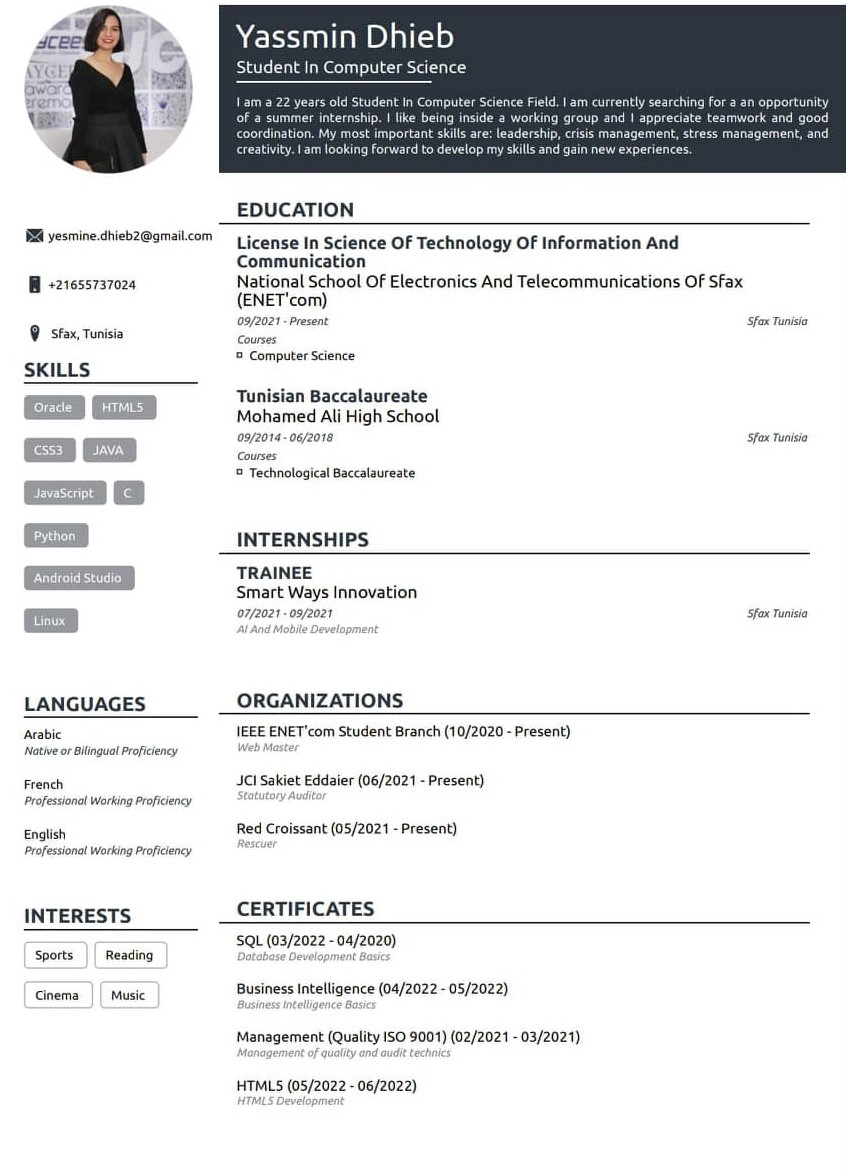 Yassmin Dhieb
Student In Computer Science
I am a 22 years old Student In Computer Science Field. I am currently searching for a an opportunity
of a summer internship. I like being inside a working group and I appreciate teamwork and good
coordination. My most important skills are: leadership, crisis management, stress management, and
creativity. I am looking forward to develop my skills and gain new experiences.
yesmine.dhieb2@gmail.com
+21655737024
Sfax, Tunisia
SKILLS
Oracle HTML5
CSS3 JAVA
JavaScript C
Python
Android Studio
Linux
LANGUAGES
Arabic
Native or Bilingual Proficiency
French
Professional Working Proficiency
English
Professional Working Proficiency
INTERESTS
Sports Reading
Cinema Music
EDUCATION
License In Science Of Technology Of Information And
Communication
National School Of Electronics And Telecommunications Of Sfax
(ENET'com)
09/2021 - Present Sfax Tunisia
Courses
Computer Science
Tunisian Baccalaureate
Mohamed Ali High School
09/2014 - 06/2018 Sfax Tunisia
Courses
Technological Baccalaureate
INTERNSHIPS
TRAINEE
Smart Ways Innovation
07/2021 - 09/2021 Sfax Tunisia
AI And Mobile Development
ORGANIZATIONS
IEEE ENET'com Student Branch (10/2020 - Present)
Web Master
JCI Sakiet Eddaier (06/2021 - Present)
Statutory Auditor
Red Croissant (05/2021 - Present)
Rescuer
CERTIFICATES
SQL (03/2022 - 04/2020)
Database Development Basics
Business Intelligence (04/2022 - 05/2022)
Business Intelligence Basics
Management (Quality ISO 9001) (02/2021 - 03/2021)
Management of quality and audit technics
HTML5 (05/2022 - 06/2022)
HTML5 Development